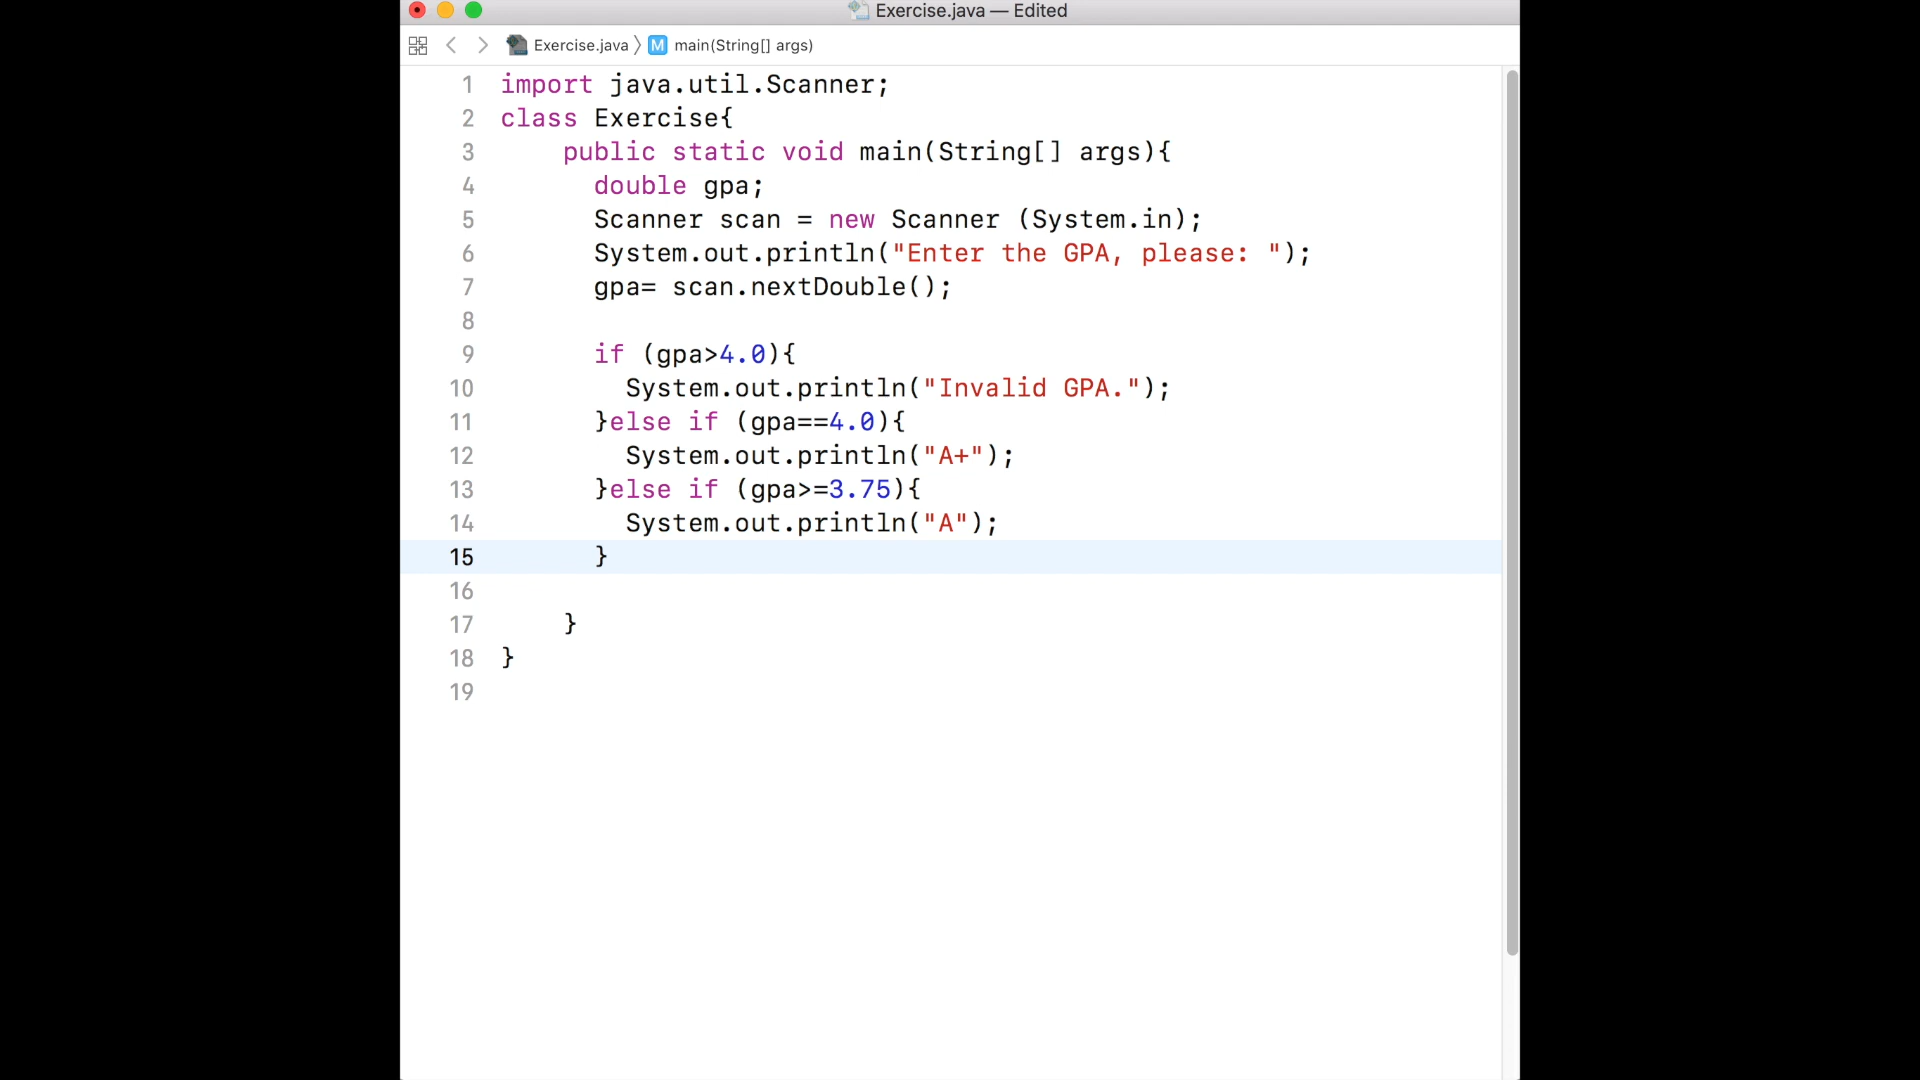 Exercise.java — Edited
Exercise.java 〉 M main(String[] args)
1 import java.util.Scanner;
2 class Exercise{
3 public static void main(String[] args){
4 double gpa;
5 Scanner scan = new Scanner (System.in);
6 System.out.println("Enter the GPA, please: ");
7 gpa= scan.nextDouble();
8
9 if (gpa>4.0){
10 System.out.println("Invalid GPA.");
11 }else if (gpa==4.0){
12 System.out.println("A+");
13 }else if (gpa>=3.75){
14 System.out.println("A");
15 }
16
17 }
18 }
19